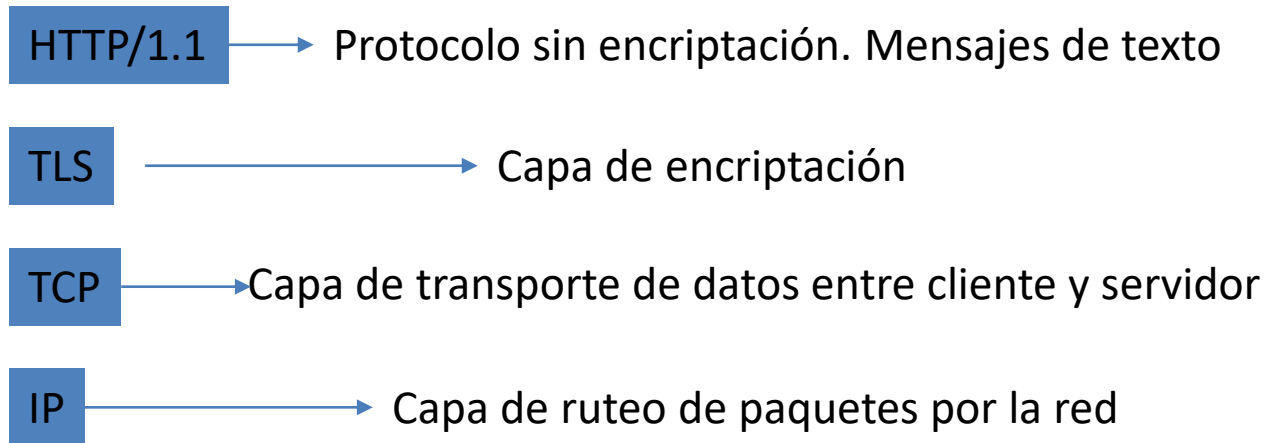 HTTP/1.1 Protocolo sin encriptación. Mensajes de texto
TLS Capa de encriptación
TCP Capa de transporte de datos entre cliente y servidor
IP Capa de ruteo de paquetes por la red